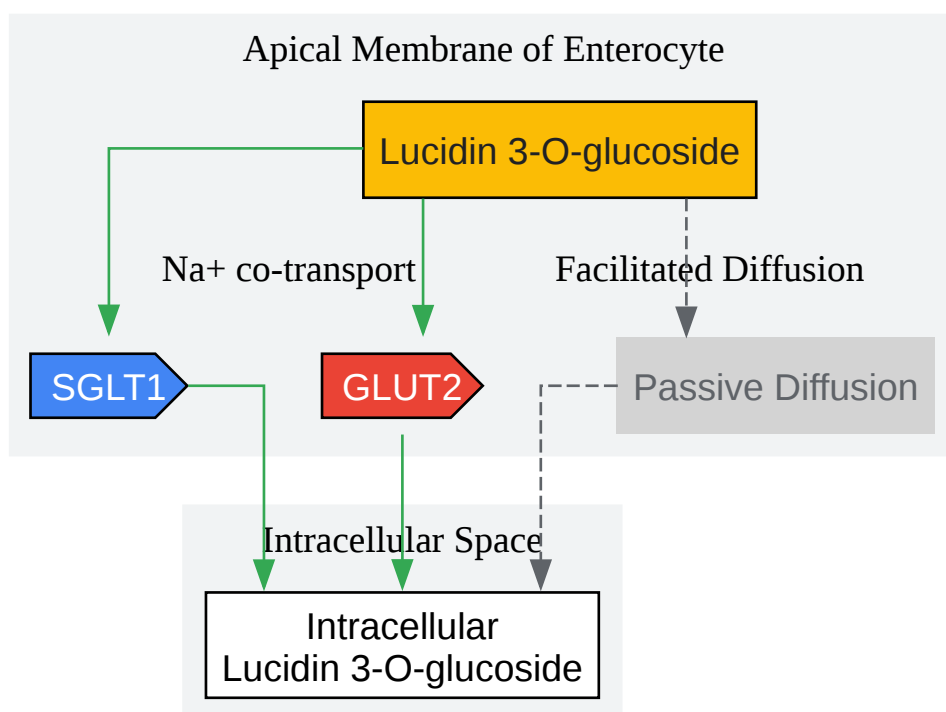 Apical Membrane of Enterocyte
Lucidin 3-O-glucoside
Na+ co-transport
Facilitated Diffusion
SGLT1
GLUT2
Passive Diffusion
Intracellular Space
Intracellular
Lucidin 3-O-glucoside